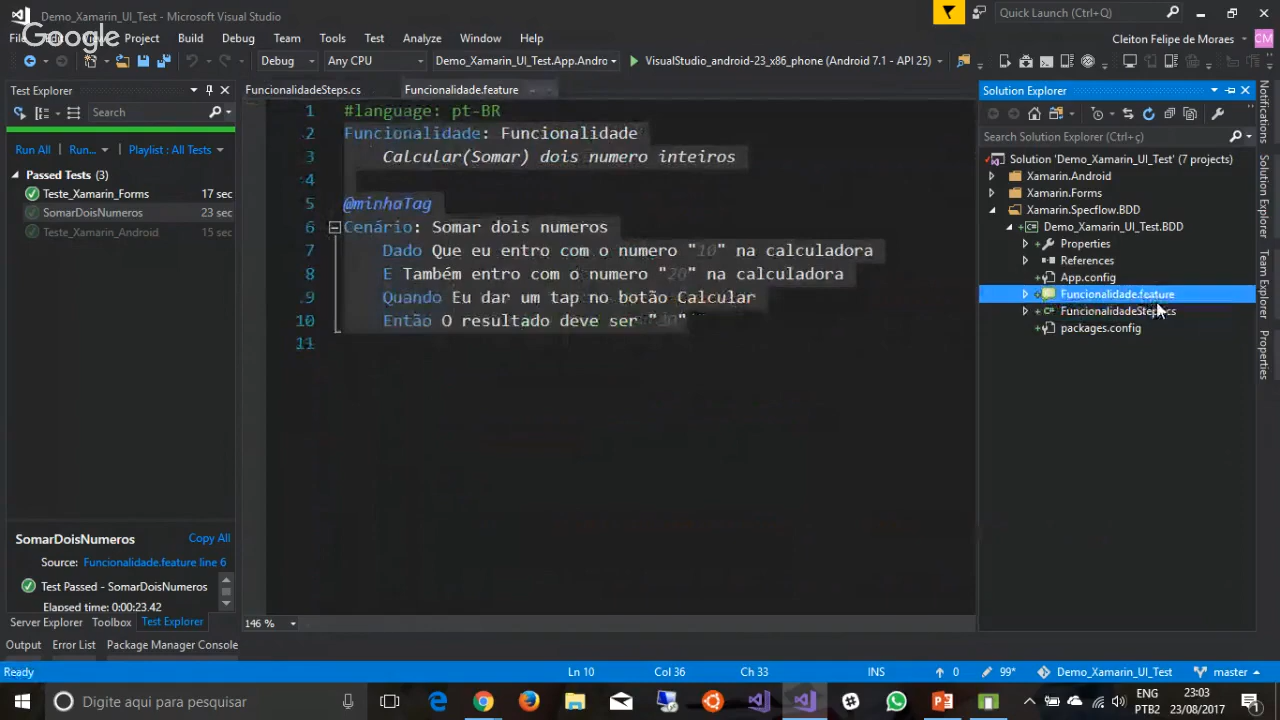 Demo_Xamarin_UI_Test - Microsoft Visual Studio
Quick Launch (Ctrl+Q)
Google
Project Build Debug Team Tools Test Analyze Window Help
Cleiton Felipe de Moraes
CM
Debug
Any CPU
Demo_Xamarin_UI_Test.App.Andro
VisualStudio_android-23_x86_phone (Android 7.1 - API 25)
Test Explorer
Search
Run All
Run...
Playlist : All Tests
Passed Tests (3)
Teste_Xamarin_Forms 17 sec
SomarDoisNumeros 23 sec
Teste_Xamarin_Android 15 sec
SomarDoisNumeros
Copy All
Source: Funcionalidade.feature line 6
Test Passed - SomarDoisNumeros
Elapsed time: 0:00:23.42
Server Explorer Toolbox Test Explorer
FuncionalidadeSteps.cs
Funcionalidade.feature
1 #language: pt-BR
2 Funcionalidade: Funcionalidade
3 Calcular(Somar) dois numero inteiros
4
5 @minhaTag
6 Cenário: Somar dois numeros
7 Dado Que eu entro com o numero "10" na calculadora
8 E Também entro com o numero "20" na calculadora
9 Quando Eu dar um tap no botão Calcular
10 Então O resultado deve ser "30"
11
146 %
Solution Explorer
Search Solution Explorer (Ctrl+ç)
Solution 'Demo_Xamarin_UI_Test' (7 projects)
Xamarin.Android
Xamarin.Forms
Xamarin.Specflow.BDD
Demo_Xamarin_UI_Test.BDD
Properties
References
App.config
Funcionalidade.feature
FuncionalidadeSteps.cs
packages.config
Notifications
Solution Explorer
Team Explorer
Properties
Output Error List Package Manager Console
Ready
Ln 10
Col 36
Ch 33
INS
0
99*
Demo_Xamarin_UI_Test
master
Digite aqui para pesquisar
ENG
PTB2
23:03
23/08/2017
1